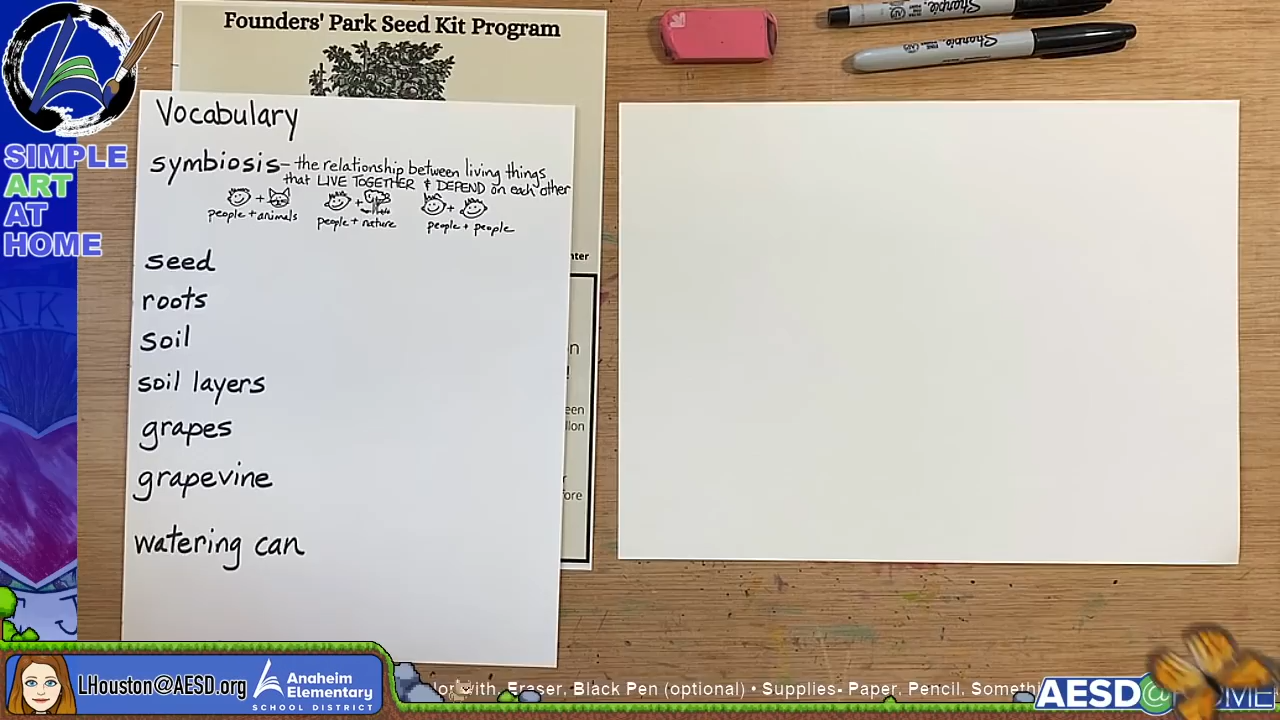 Founders' Park Seed Kit Program
Vocabulary
symbiosis – the relationship between living things
that LIVE TOGETHER & DEPEND on each other
people + animals
people + nature
people + people
seed
roots
soil
soil layers
grapes
grapevine
watering can
Sharpie.
Sharpie.
SIMPLE
ART
AT
HOME
LHouston@AESD.org
Anaheim
Elementary
SCHOOL DISTRICT
with, Eraser, Black Pen (optional) • Supplies- Paper, Pencil,
AESD@